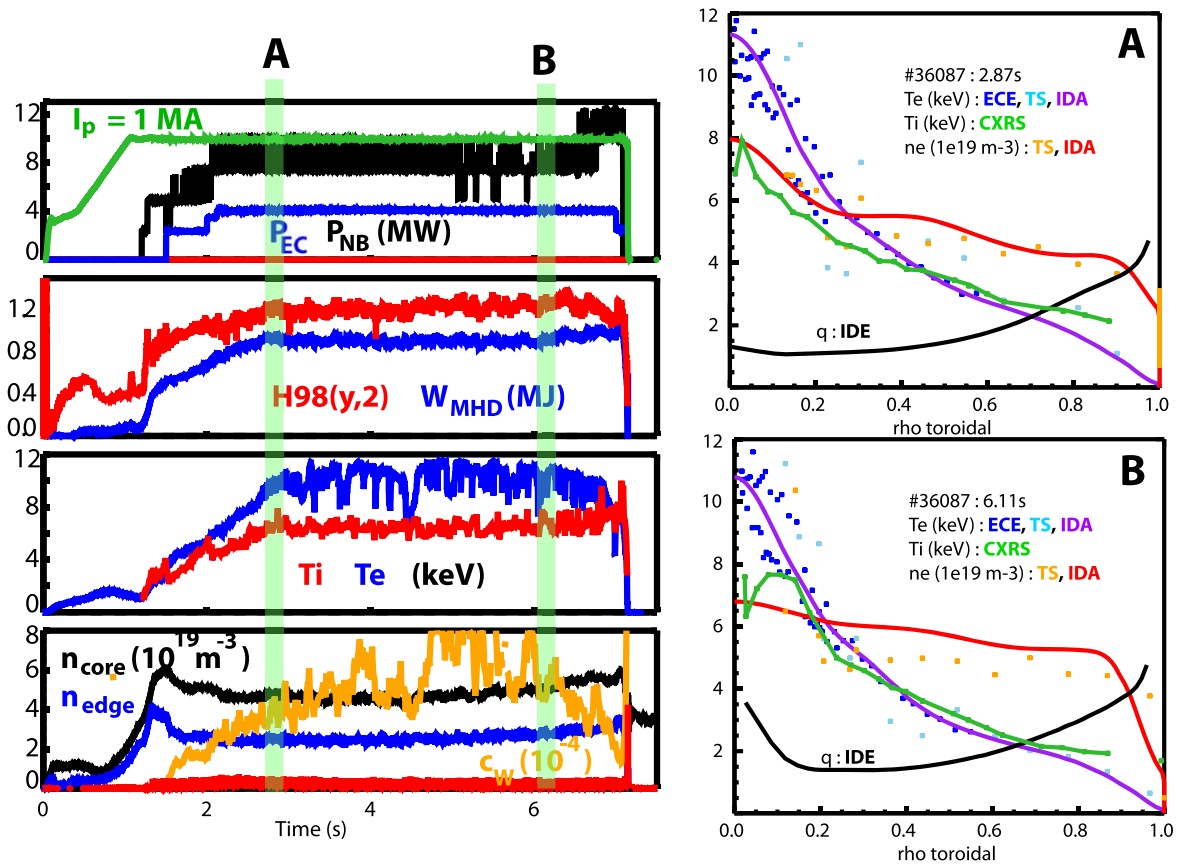 A
B
12
8
4
0
I_p = 1 MA
P_EC P_NB (MW)
12
08
04
0.0
H98(y,2) W_MHD (MJ)
12
8
4
0
Ti Te (keV)
0 2 4 6
8
6
4
2
0
n_core (10^19 m^-3)
n_edge
c_W (10^-4)
0 2 4 6
Time (s)
12
10
8
6
4
2
A
#36087 : 2.87s
Te (keV) : ECE, TS, IDA
Ti (keV) : CXRS
ne (1e19 m-3) : TS, IDA
q : IDE
0.0 0.2 0.4 0.6 0.8 1.0
rho toroidal
12
10
8
6
4
2
B
#36087 : 6.11s
Te (keV) : ECE, TS, IDA
Ti (keV) : CXRS
ne (1e19 m-3) : TS, IDA
q : IDE
0.0 0.2 0.4 0.6 0.8 1.0
rho toroidal